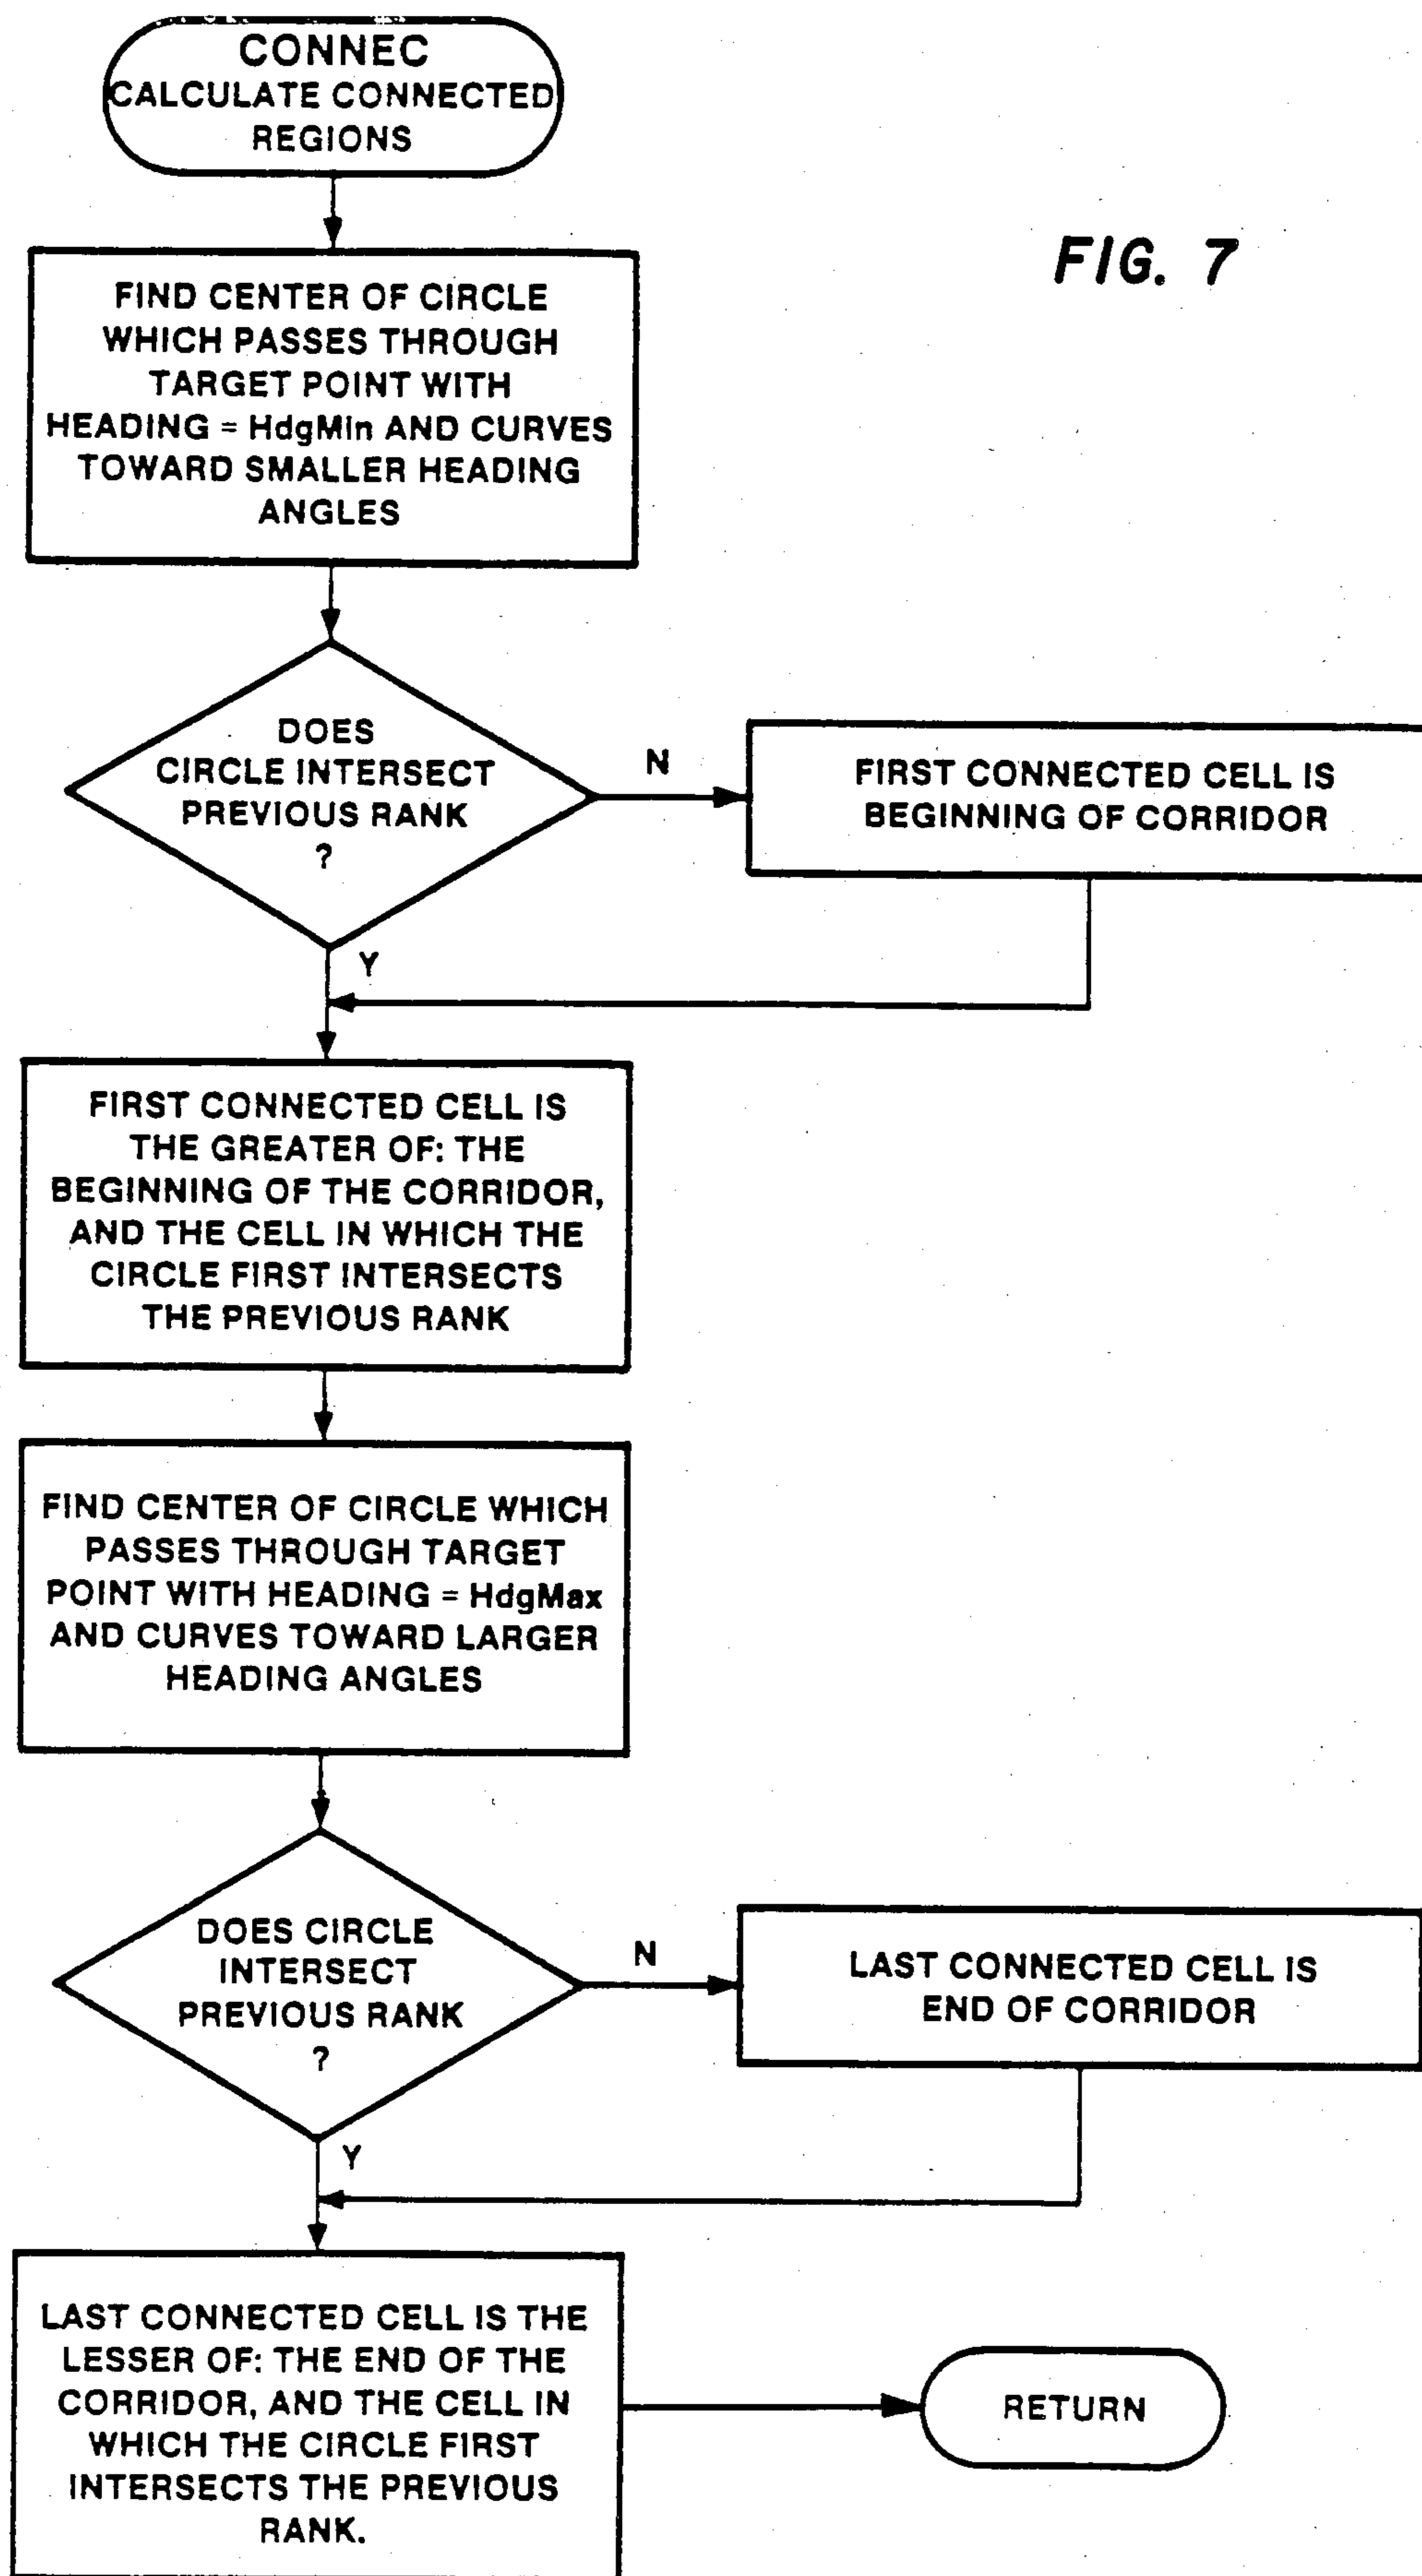 CONNEC
CALCULATE CONNECTED
REGIONS
FIG. 7
FIND CENTER OF CIRCLE
WHICH PASSES THROUGH
TARGET POINT WITH
HEADING = HdgMin AND CURVES
TOWARD SMALLER HEADING
ANGLES
DOES
CIRCLE INTERSECT
PREVIOUS RANK
?
N
FIRST CONNECTED CELL IS
BEGINNING OF CORRIDOR
Y
FIRST CONNECTED CELL IS
THE GREATER OF: THE
BEGINNING OF THE CORRIDOR,
AND THE CELL IN WHICH THE
CIRCLE FIRST INTERSECTS
THE PREVIOUS RANK
FIND CENTER OF CIRCLE WHICH
PASSES THROUGH TARGET
POINT WITH HEADING = HdgMax
AND CURVES TOWARD LARGER
HEADING ANGLES
DOES CIRCLE
INTERSECT
PREVIOUS RANK
?
N
LAST CONNECTED CELL IS
END OF CORRIDOR
Y
LAST CONNECTED CELL IS THE
LESSER OF: THE END OF THE
CORRIDOR, AND THE CELL IN
WHICH THE CIRCLE FIRST
INTERSECTS THE PREVIOUS
RANK.
RETURN